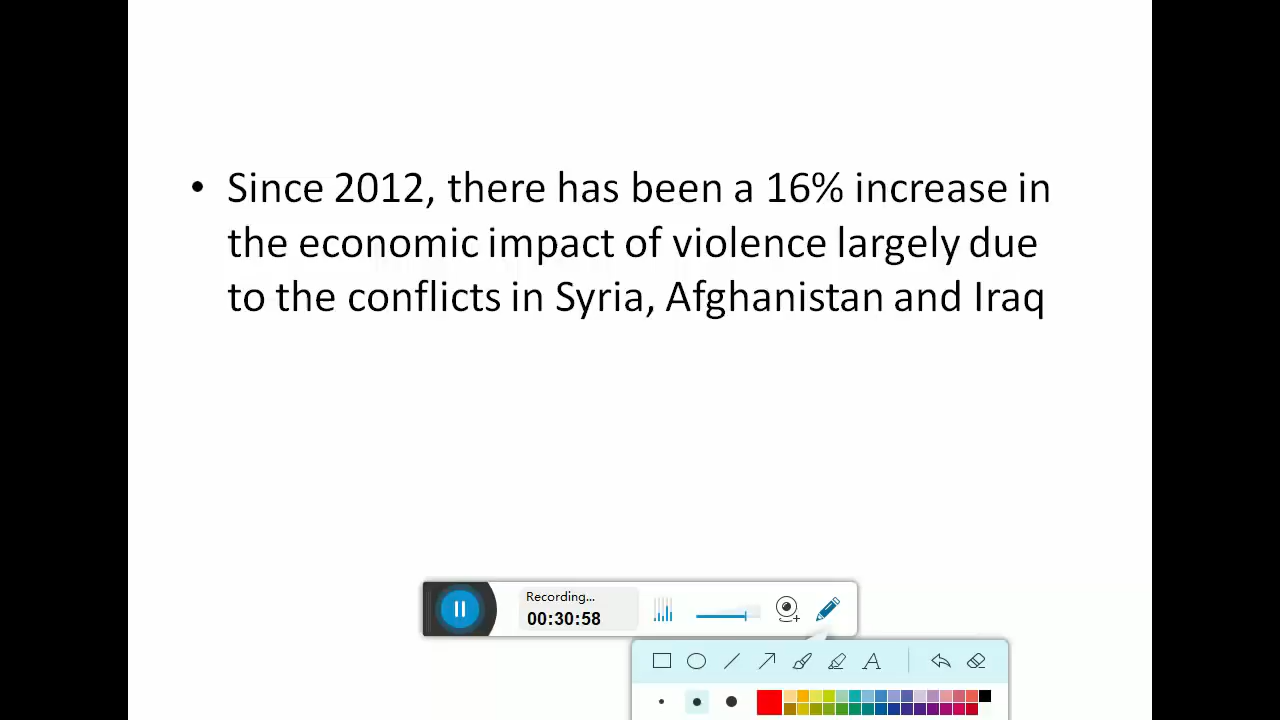 • Since 2012, there has been a 16% increase in
the economic impact of violence largely due
to the conflicts in Syria, Afghanistan and Iraq
Recording...
00:30:58
A